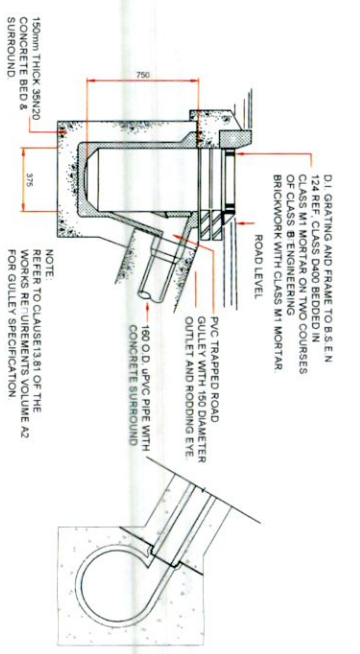 D.I. GRATING AND FRAME TO B.S.E.N
124 REF. CLASS D400 BEDDED IN
CLASS M1 MORTAR ON TWO COURSES
OF CLASS 'B' ENGINEERING
BRICKWORK WITH CLASS M1 MORTAR
ROAD LEVEL
PVC TRAPPED ROAD
GULLEY WITH 150 DIAMETER
OUTLET AND RODDING EYE.
160 O.D. uPVC PIPE WITH
CONCRETE SURROUND
750
375
150mm THICK 35N20
CONCRETE BED &
SURROUND.
NOTE:
REFER TO CLAUSE13.81 OF THE
WORKS REQUIREMENTS VOLUME A2
FOR GULLEY SPECIFICATION